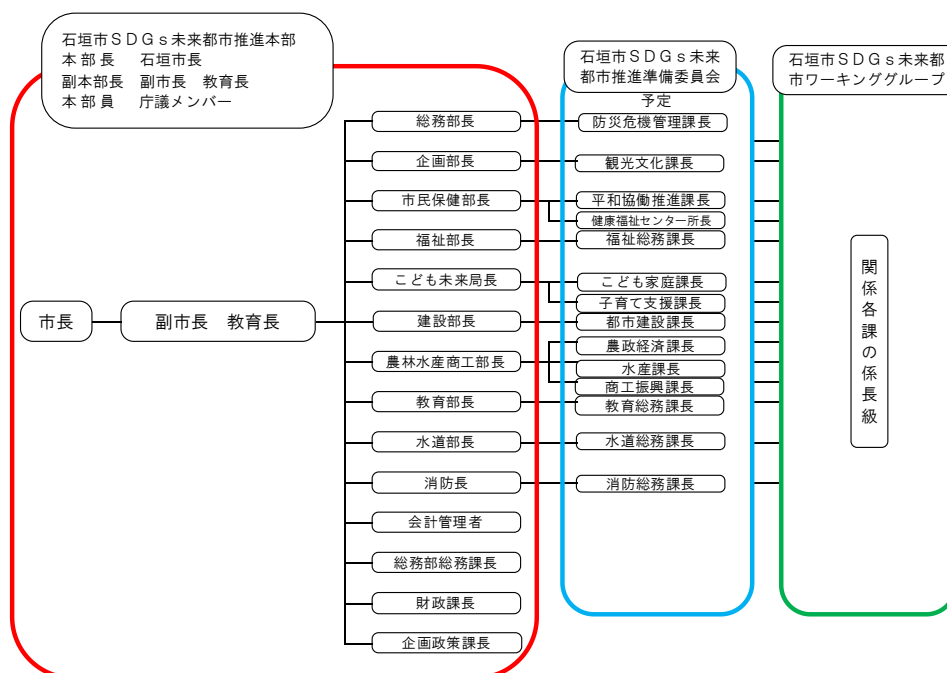 石垣市SDGs未来都市推進本部
本部長　石垣市長
副本部長　副市長　教育長
本部員　庁議メンバー
石垣市SDGs未来
都市推進準備委員会
予定
石垣市SDGs未来都
市ワーキンググループ
市長
副市長　教育長
総務部長
企画部長
市民保健部長
福祉部長
こども未来局長
建設部長
農林水産商工部長
教育部長
水道部長
消防長
会計管理者
総務部総務課長
財政課長
企画政策課長
防災危機管理課長
観光文化課長
平和協働推進課長
健康福祉センター所長
福祉総務課長
こども家庭課長
子育て支援課長
都市建設課長
農政経済課長
水産課長
商工振興課長
教育総務課長
水道総務課長
消防総務課長
関係各課の係長級